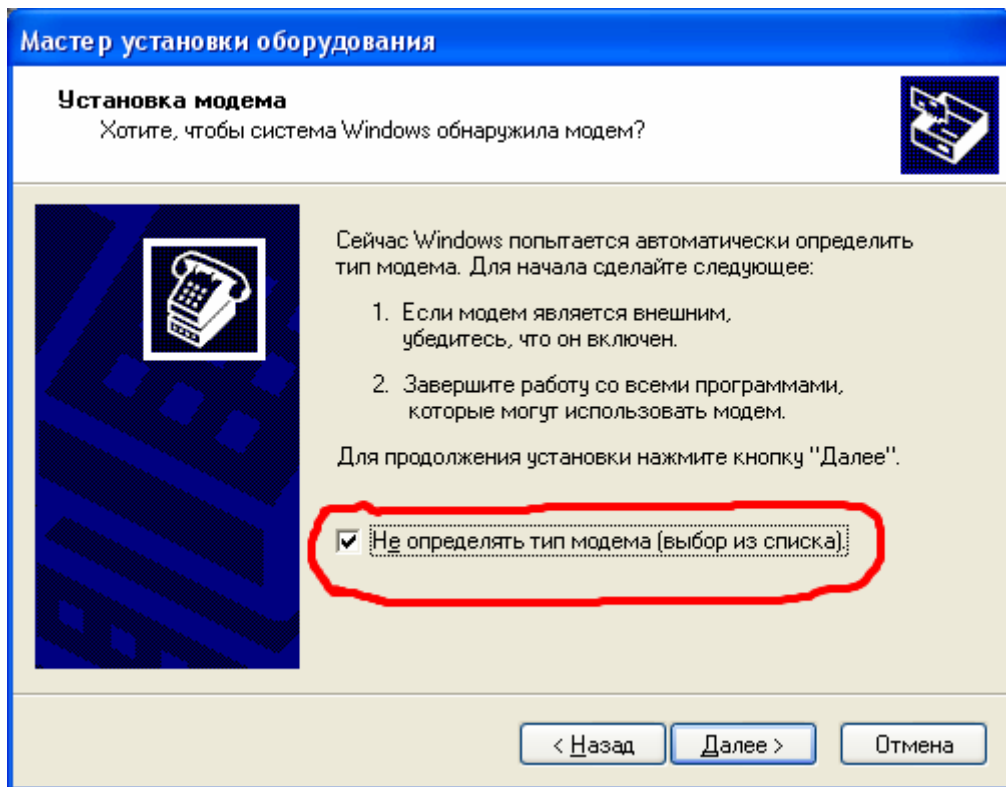 Мастер установки оборудования
Установка модема
Хотите, чтобы система Windows обнаружила модем?
Сейчас Windows попытается автоматически определить
тип модема. Для начала сделайте следующее:
1. Если модем является внешним,
убедитесь, что он включен.
2. Завершите работу со всеми программами,
которые могут использовать модем.
Для продолжения установки нажмите кнопку "Далее".
Не определять тип модема (выбор из списка).
< Назад
Далее >
Отмена